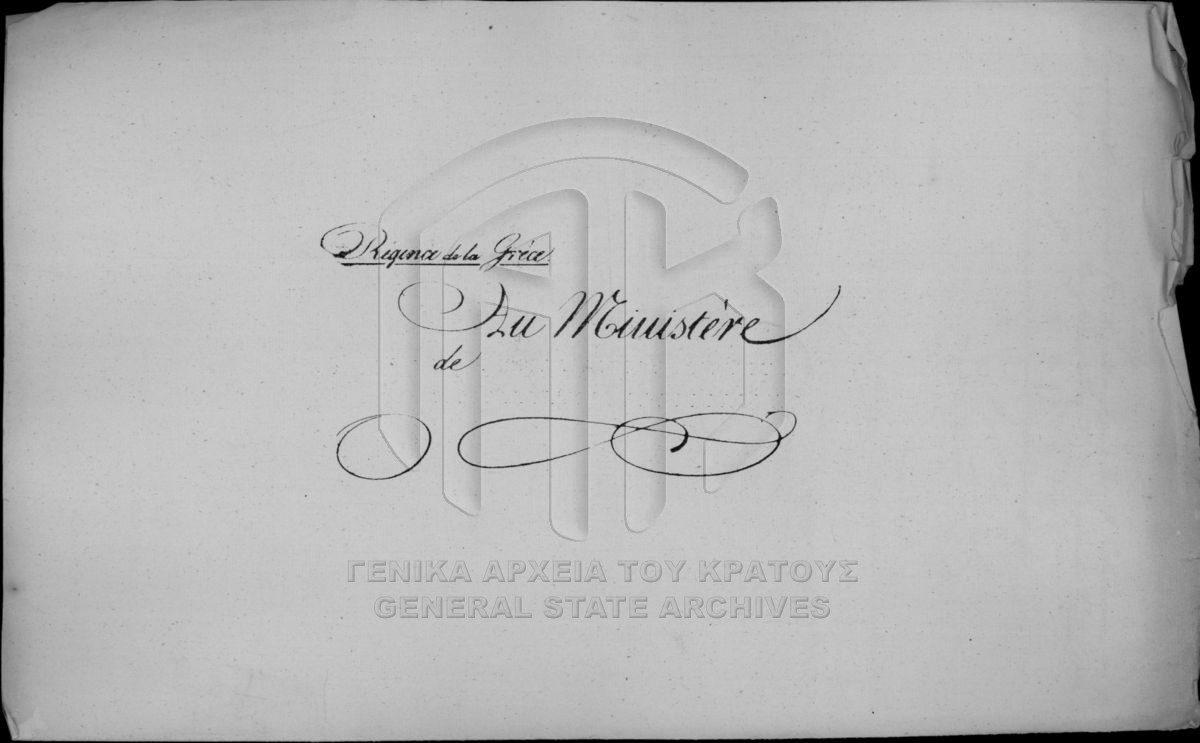 Régence de la Grèce.
Au Ministère
de
ΓΕΝΙΚΑ ΑΡΧΕΙΑ ΤΟΥ ΚΡΑΤΟΥΣ
GENERAL STATE ARCHIVES